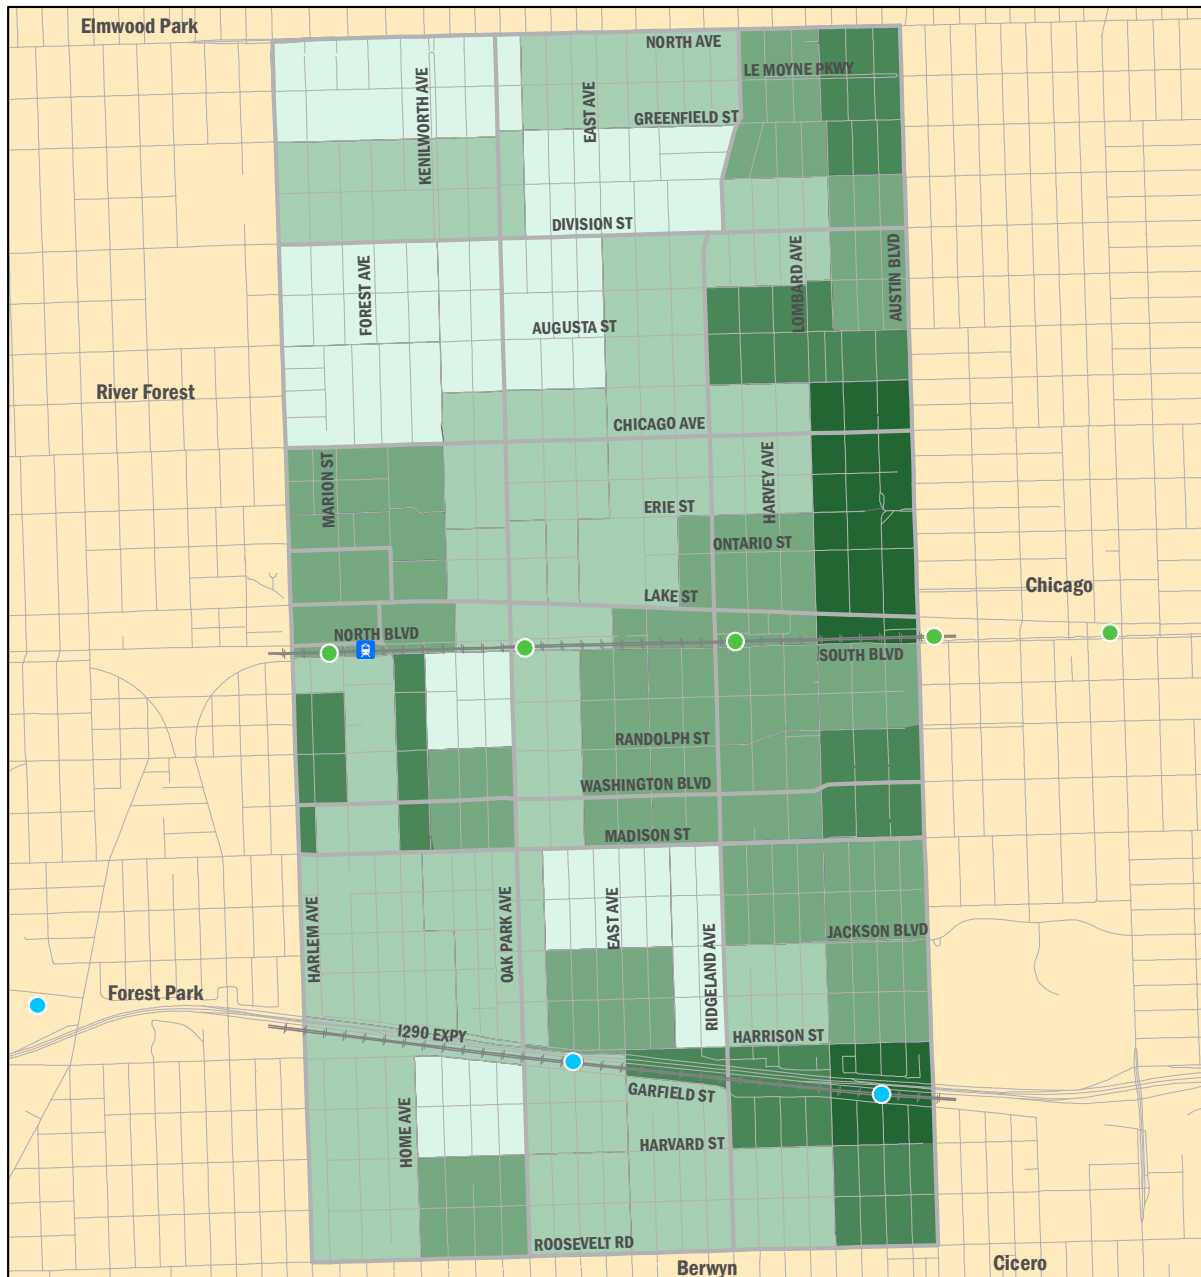 Elmwood Park
NORTH AVE
LE MOYNE PKWY
KENILWORTH AVE
EAST AVE
GREENFIELD ST
DIVISION ST
FOREST AVE
LOMBARD AVE
AUSTIN BLVD
AUGUSTA ST
River Forest
CHICAGO AVE
MARION ST
HARVEY AVE
ERIE ST
ONTARIO ST
Chicago
LAKE ST
NORTH BLVD
SOUTH BLVD
RANDOLPH ST
WASHINGTON BLVD
MADISON ST
HARLEM AVE
OAK PARK AVE
EAST AVE
RIDGELAND AVE
JACKSON BLVD
Forest Park
I290 EXPY
HARRISON ST
GARFIELD ST
HOME AVE
HARVARD ST
ROOSEVELT RD
Berwyn
Cicero